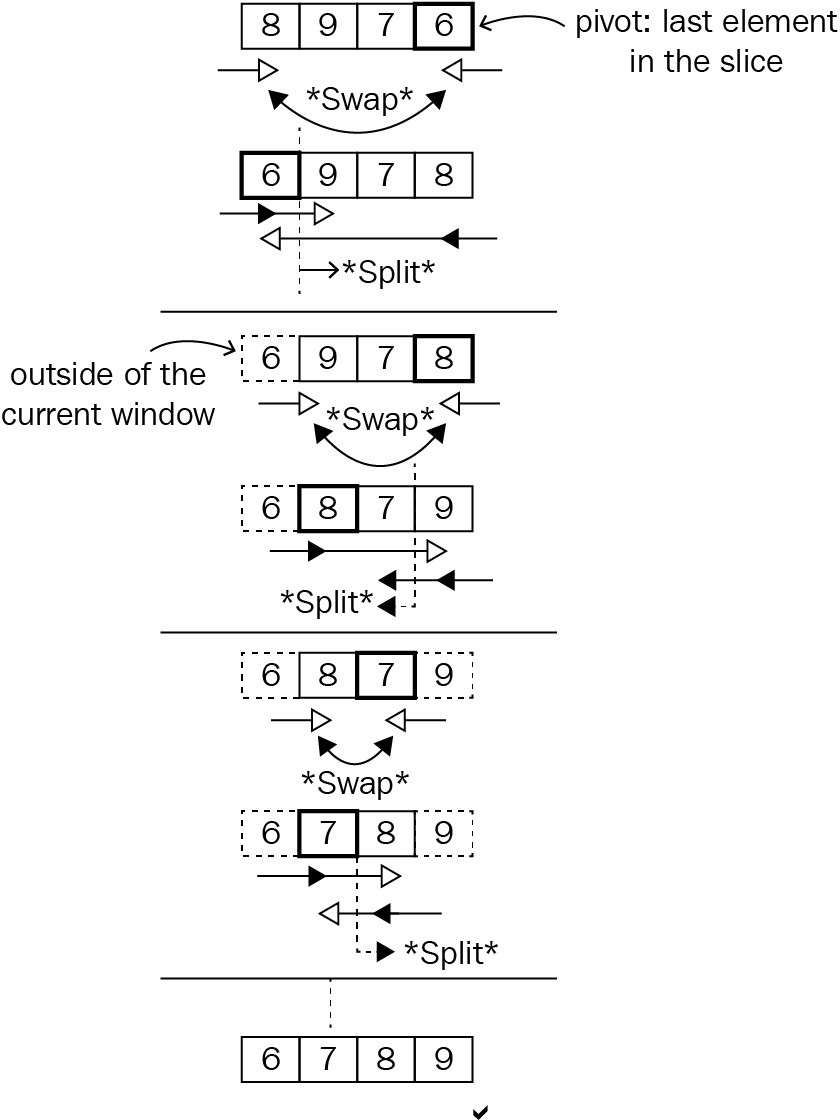 8 9 7 6
pivot: last element
in the slice
*Swap*
6 9 7 8
*Split*
6 9 7 8
outside of the
current window
*Swap*
6 8 7 9
*Split*
6 8 7 9
*Swap*
6 7 8 9
*Split*
6 7 8 9